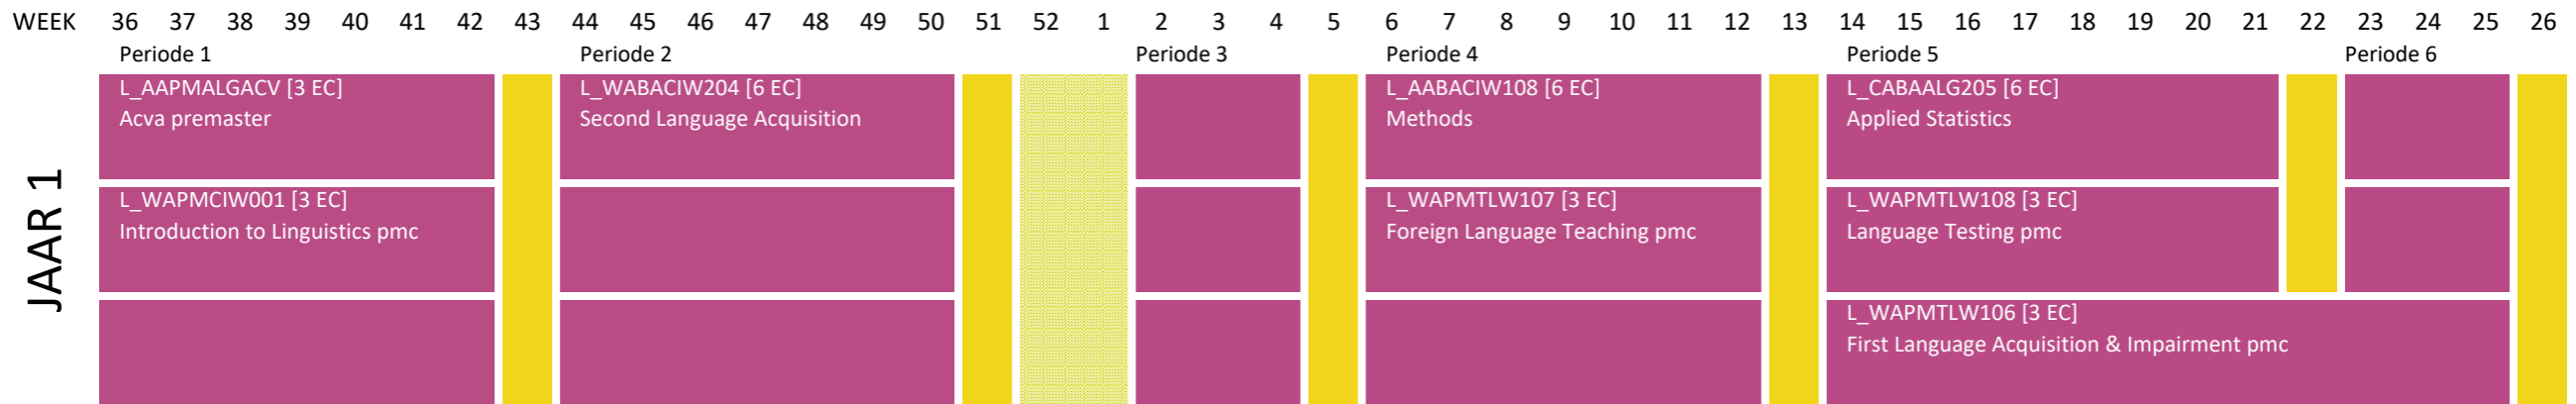 WEEK 36 37 38 39 40 41 42 43 44 45 46 47 48 49 50 51 52 1 2 3 4 5 6 7 8 9 10 11 12 13 14 15 16 17 18 19 20 21 22 23 24 25 26
Periode 1 Periode 2 Periode 3 Periode 4 Periode 5 Periode 6
JAAR 1
L_AAPMALGACV [3 EC]
Acva premaster
L_WABACIW204 [6 EC]
Second Language Acquisition
L_AABACIW108 [6 EC]
Methods
L_CABAALG205 [6 EC]
Applied Statistics
L_WAPMCIW001 [3 EC]
Introduction to Linguistics pmc
L_WAPMTLW107 [3 EC]
Foreign Language Teaching pmc
L_WAPMTLW108 [3 EC]
Language Testing pmc
L_WAPMTLW106 [3 EC]
First Language Acquisition & Impairment pmc